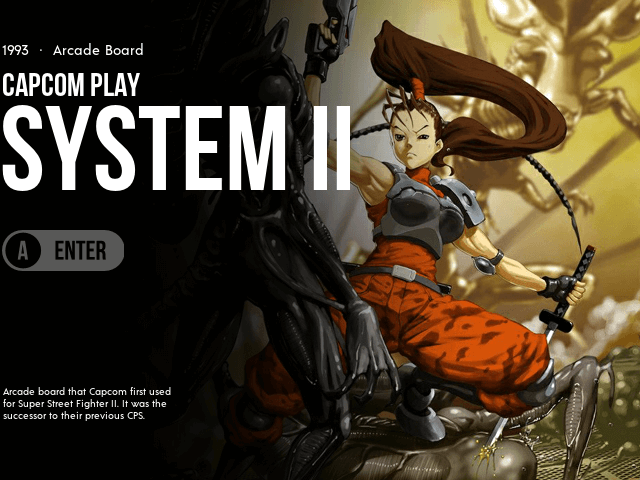 1993 · Arcade Board
CAPCOM PLAY
SYSTEM II
A ENTER
Arcade board that Capcom first used
for Super Street Fighter II. It was the
successor to their previous CPS.